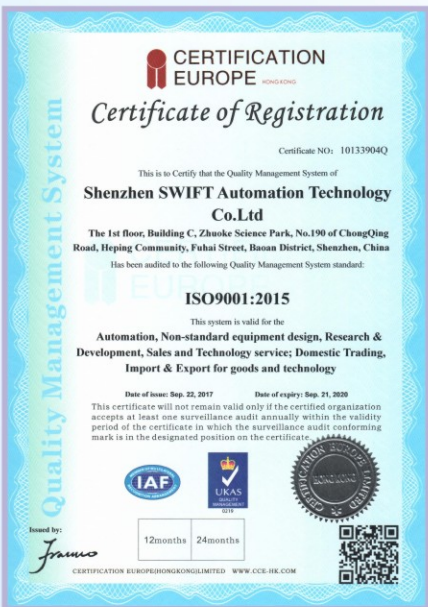 CERTIFICATION
EUROPE HONG KONG
Certificate of Registration
Certificate NO: 10133904Q
This is to Certify that the Quality Management System of
Shenzhen SWIFT Automation Technology
Co.Ltd
The 1st floor, Building C, Zhuoke Science Park, No.190 of ChongQing
Road, Heping Community, Fuhai Street, Baoan District, Shenzhen, China
Has been audited to the following Quality Management System standard:
EUROPE
ISO9001:2015
This system is valid for the
Automation, Non-standard equipment design, Research &
Development, Sales and Technology service; Domestic Trading,
Import & Export for goods and technology
Date of issue: Sep. 22, 2017 Date of expiry: Sep. 21, 2020
This certificate will not remain valid only if the certified organization
accepts at least one surveillance audit annually within the validity
period of the certificate in which the surveillance audit conforming
mark is in the designated position on the certificate.
Quality Management System
IAF
UKAS
QUALITY
MANAGEMENT
0219
CERTIFICATION EUROPE LIMITED
HONG KONG
Issued by:
12months 24months
CERTIFICATION EUROPE(HONGKONG)LIMITED WWW.CCE-HK.COM